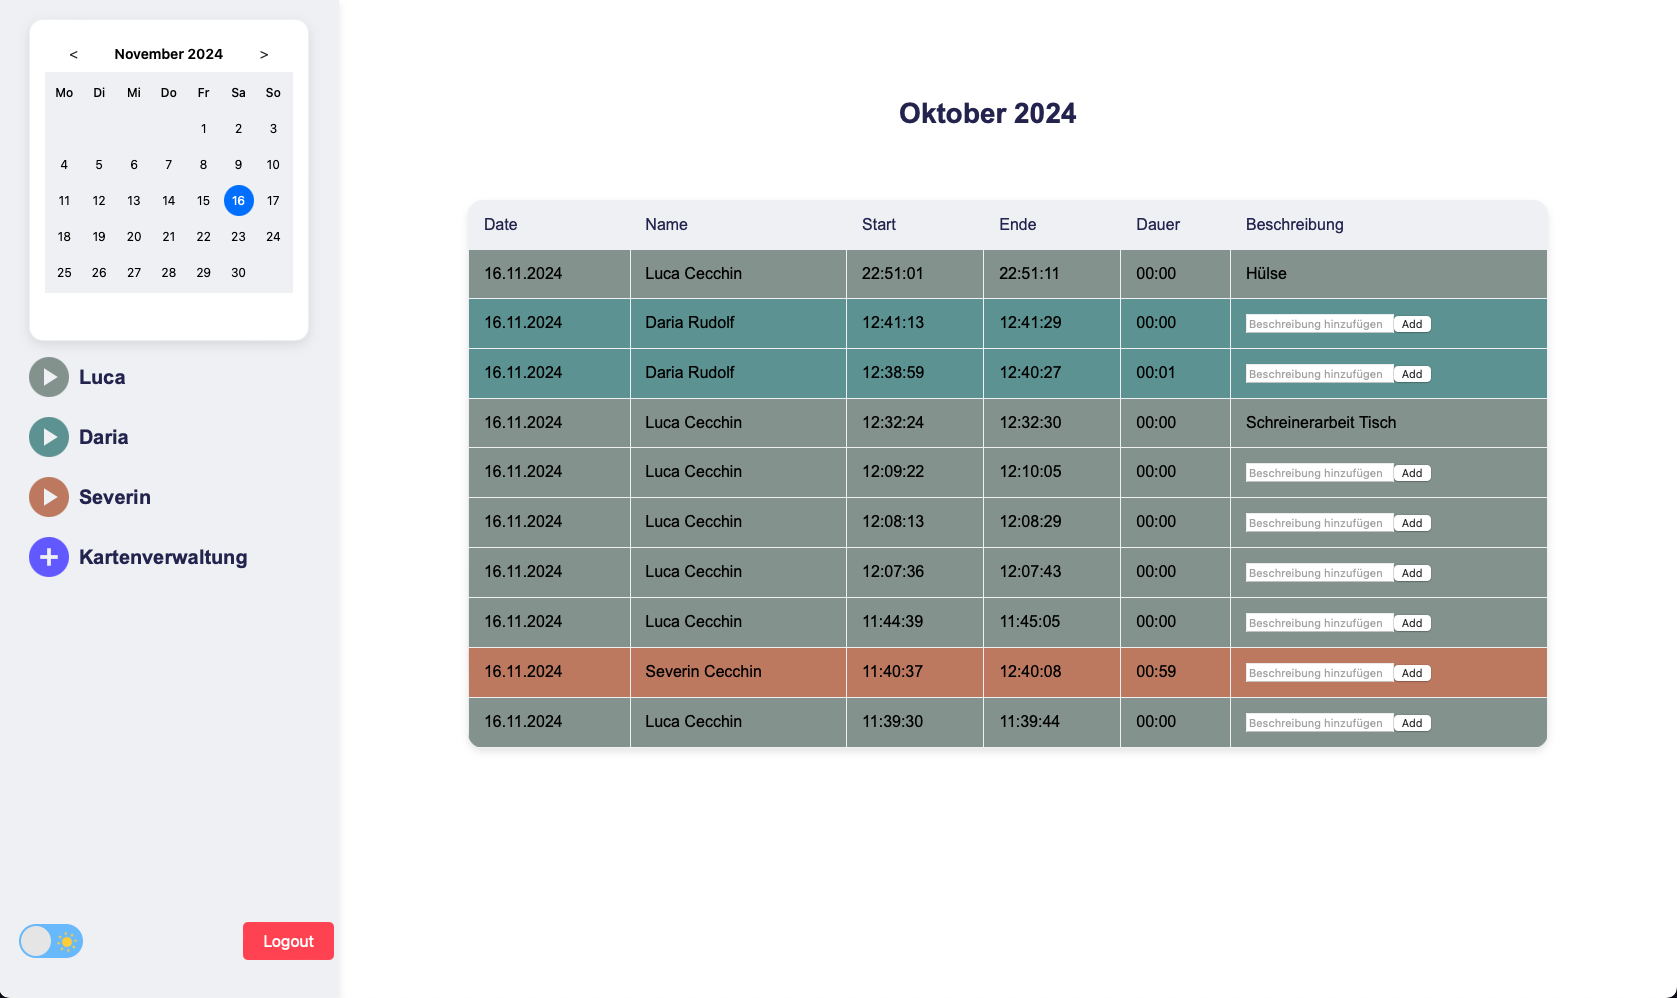 < November 2024 >
Mo Di Mi Do Fr Sa So
1 2 3
4 5 6 7 8 9 10
11 12 13 14 15 16 17
18 19 20 21 22 23 24
25 26 27 28 29 30
Luca
Daria
Severin
Kartenverwaltung
Logout
Oktober 2024
Date Name Start Ende Dauer Beschreibung
16.11.2024 Luca Cecchin 22:51:01 22:51:11 00:00 Hülse
16.11.2024 Daria Rudolf 12:41:13 12:41:29 00:00 Beschreibung hinzufügen Add
16.11.2024 Daria Rudolf 12:38:59 12:40:27 00:01 Beschreibung hinzufügen Add
16.11.2024 Luca Cecchin 12:32:24 12:32:30 00:00 Schreinerarbeit Tisch
16.11.2024 Luca Cecchin 12:09:22 12:10:05 00:00 Beschreibung hinzufügen Add
16.11.2024 Luca Cecchin 12:08:13 12:08:29 00:00 Beschreibung hinzufügen Add
16.11.2024 Luca Cecchin 12:07:36 12:07:43 00:00 Beschreibung hinzufügen Add
16.11.2024 Luca Cecchin 11:44:39 11:45:05 00:00 Beschreibung hinzufügen Add
16.11.2024 Severin Cecchin 11:40:37 12:40:08 00:59 Beschreibung hinzufügen Add
16.11.2024 Luca Cecchin 11:39:30 11:39:44 00:00 Beschreibung hinzufügen Add